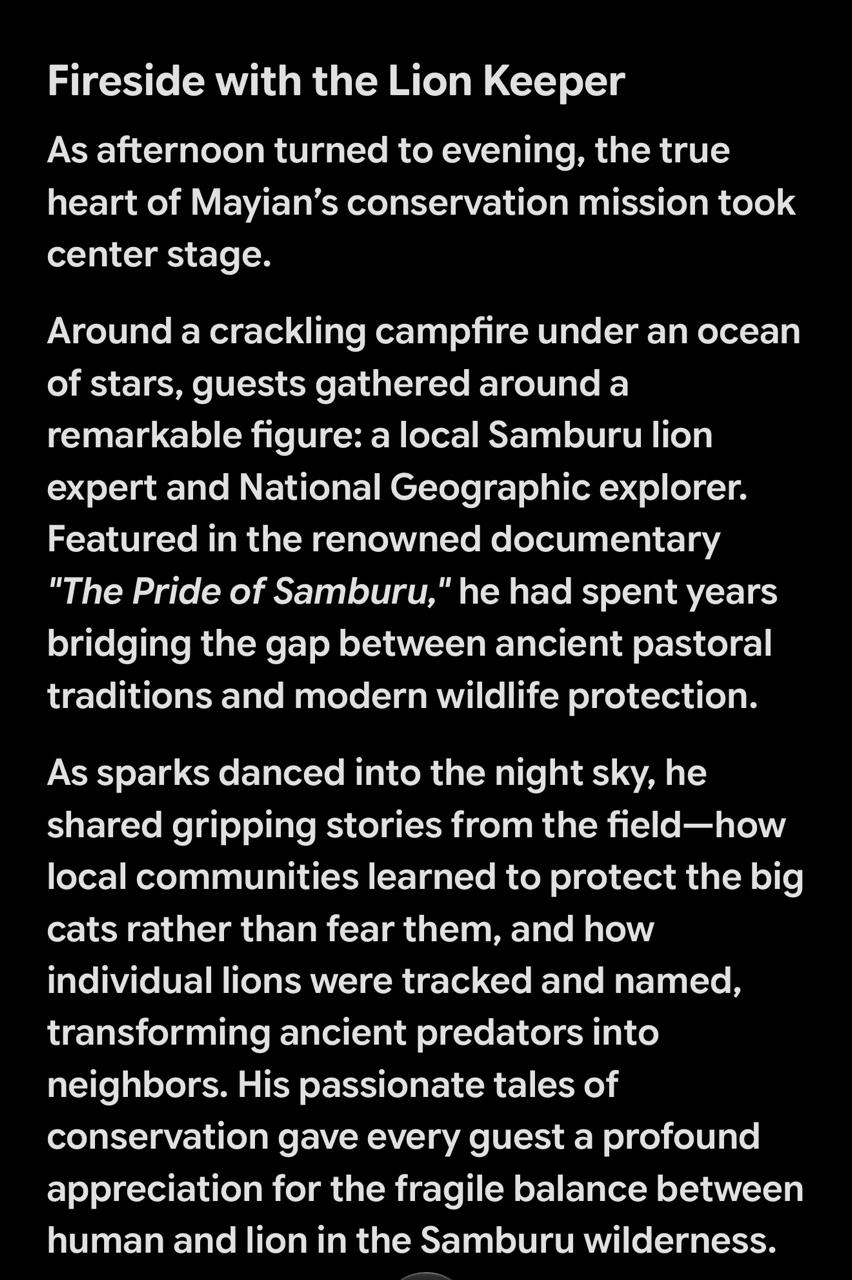 Fireside with the Lion Keeper
As afternoon turned to evening, the true
heart of Mayian’s conservation mission took
center stage.
Around a crackling campfire under an ocean
of stars, guests gathered around a
remarkable figure: a local Samburu lion
expert and National Geographic explorer.
Featured in the renowned documentary
"The Pride of Samburu," he had spent years
bridging the gap between ancient pastoral
traditions and modern wildlife protection.
As sparks danced into the night sky, he
shared gripping stories from the field—how
local communities learned to protect the big
cats rather than fear them, and how
individual lions were tracked and named,
transforming ancient predators into
neighbors. His passionate tales of
conservation gave every guest a profound
appreciation for the fragile balance between
human and lion in the Samburu wilderness.